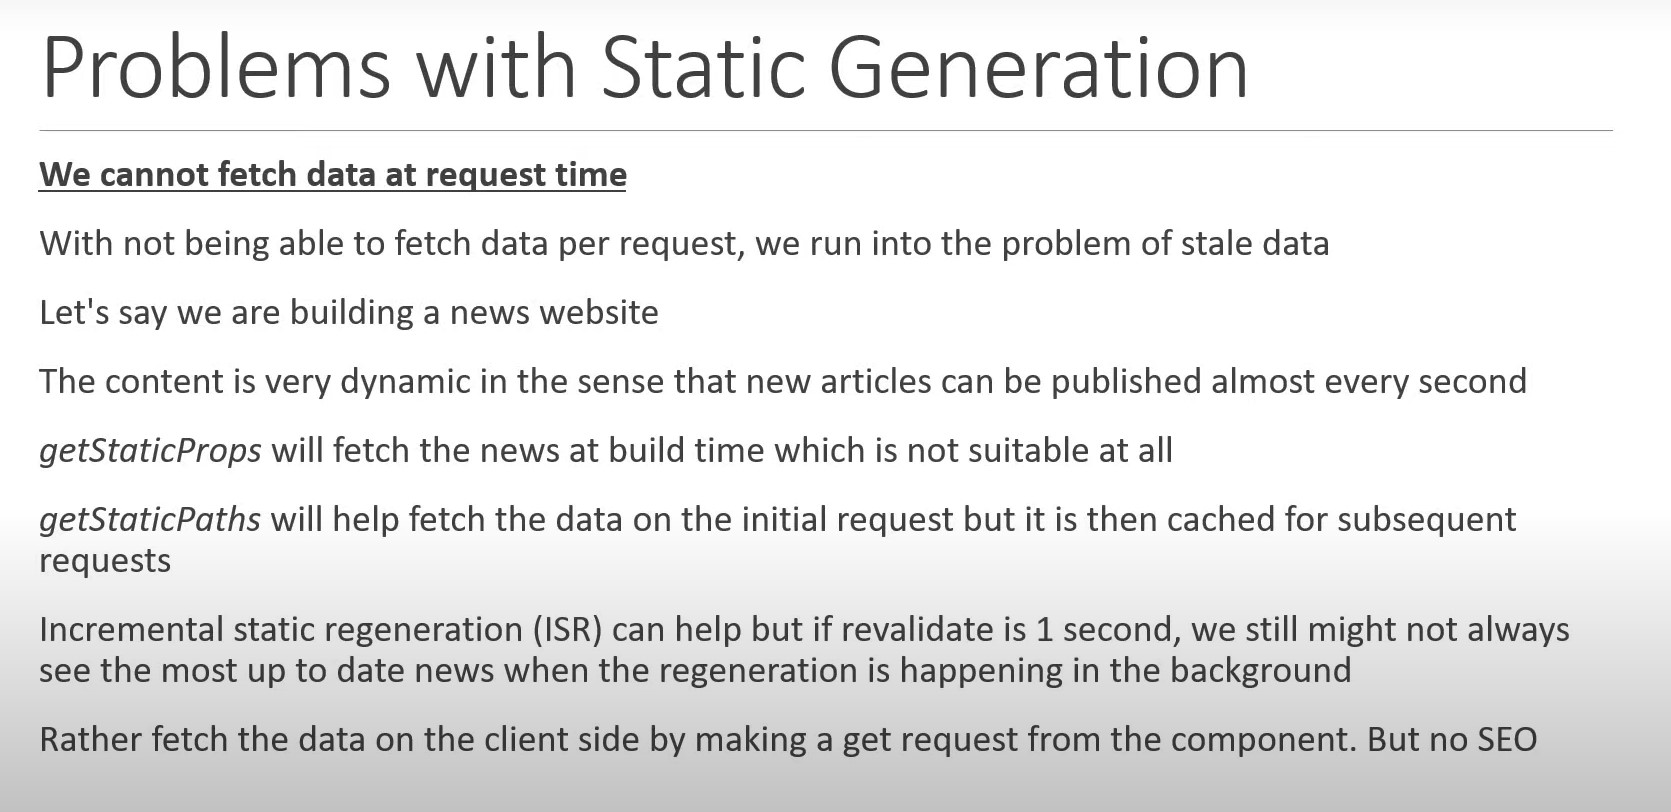 Problems with Static Generation
We cannot fetch data at request time
With not being able to fetch data per request, we run into the problem of stale data
Let's say we are building a news website
The content is very dynamic in the sense that new articles can be published almost every second
getStaticProps will fetch the news at build time which is not suitable at all
getStaticPaths will help fetch the data on the initial request but it is then cached for subsequent
requests
Incremental static regeneration (ISR) can help but if revalidate is 1 second, we still might not always
see the most up to date news when the regeneration is happening in the background
Rather fetch the data on the client side by making a get request from the component. But no SEO